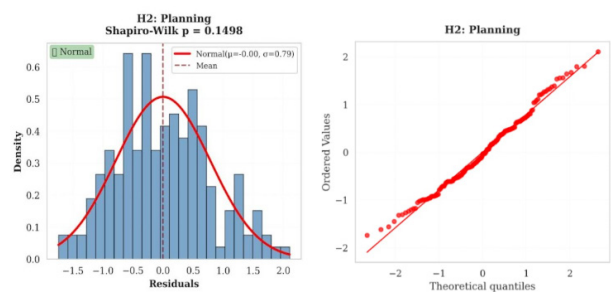 H2: Planning
Shapiro-Wilk p = 0.1498
Normal
Normal(μ=-0.00, σ=0.79)
Mean
Density
0.6
0.5
0.4
0.3
0.2
0.1
0.0
−1.5 −1.0 −0.5 0.0 0.5 1.0 1.5 2.0
Residuals
H2: Planning
Ordered Values
2
1
0
−1
−2
−2 −1 0 1 2
Theoretical quantiles